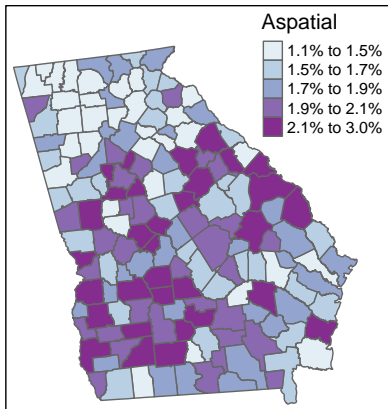 Aspatial
1.1% to 1.5%
1.5% to 1.7%
1.7% to 1.9%
1.9% to 2.1%
2.1% to 3.0%